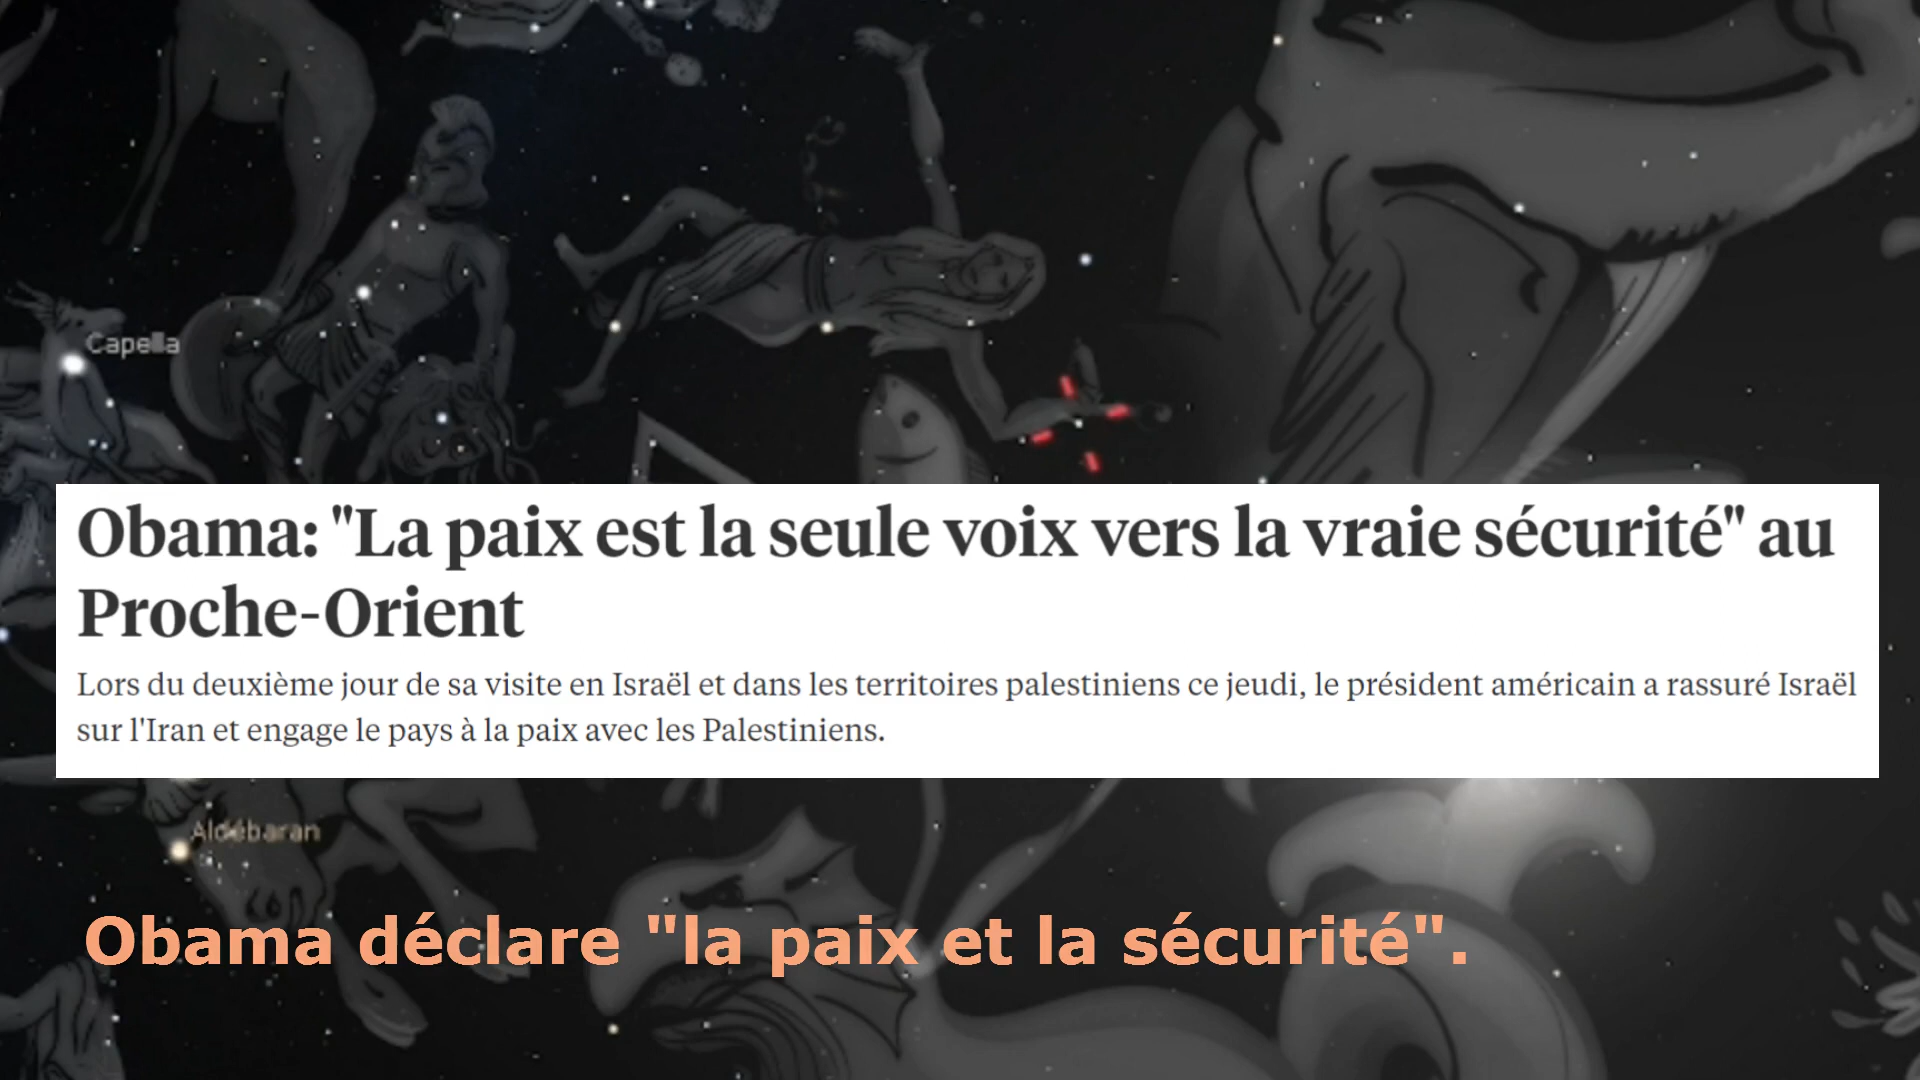 Capella
Obama: "La paix est la seule voix vers la vraie sécurité" au
Proche-Orient
Lors du deuxième jour de sa visite en Israël et dans les territoires palestiniens ce jeudi, le président américain a rassuré Israël
sur l'Iran et engage le pays à la paix avec les Palestiniens.
Aldébaran
Obama déclare "la paix et la sécurité".